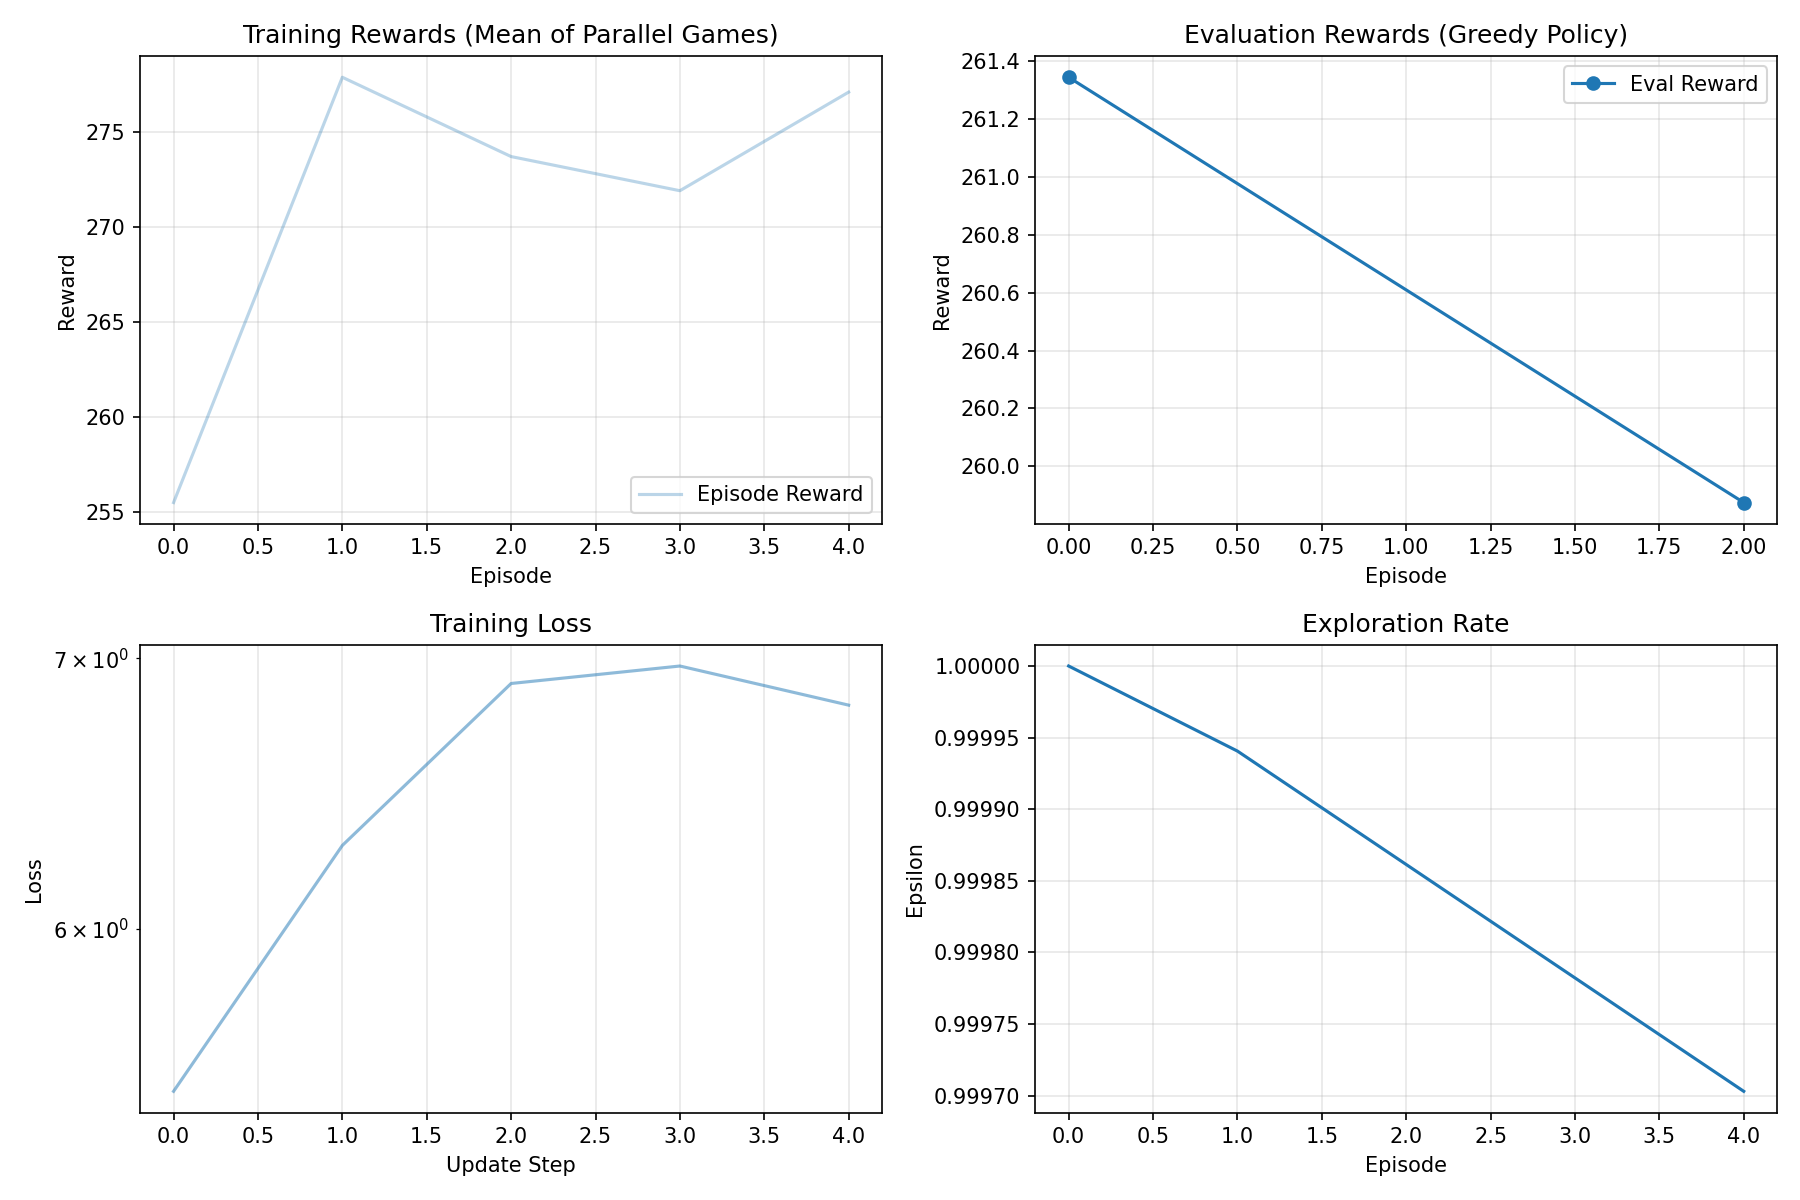 Training Rewards (Mean of Parallel Games)
Reward
275
270
265
260
255
Episode Reward
0.0 0.5 1.0 1.5 2.0 2.5 3.0 3.5 4.0
Episode
Evaluation Rewards (Greedy Policy)
Reward
261.4
261.2
261.0
260.8
260.6
260.4
260.2
260.0
Eval Reward
0.00 0.25 0.50 0.75 1.00 1.25 1.50 1.75 2.00
Episode
Training Loss
Loss
7 × 10⁰
6 × 10⁰
0.0 0.5 1.0 1.5 2.0 2.5 3.0 3.5 4.0
Update Step
Exploration Rate
Epsilon
1.00000
0.99995
0.99990
0.99985
0.99980
0.99975
0.99970
0.0 0.5 1.0 1.5 2.0 2.5 3.0 3.5 4.0
Episode